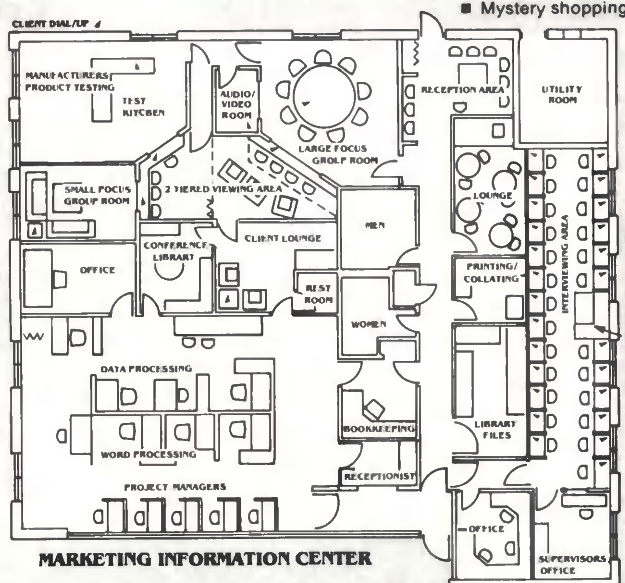 ■ Mystery shopping
CLIENT DIAL/UP
MANUFACTURERS
PRODUCT TESTING
TEST
KITCHEN
AUDIO/
VIDEO
ROOM
LARGE FOCUS
GROUP ROOM
RECEPTION AREA
UTILITY
ROOM
SMALL FOCUS
GROUP ROOM
2 TIERED VIEWING AREA
LOUNGE
OFFICE
CONFERENCE
LIBRARY
CLIENT LOUNGE
MEN
REST
ROOM
PRINTING/
COLLATING
INTERVIEWING AREA
WOMEN
DATA PROCESSING
BOOKKEEPING
LIBRARY
FILES
WORD PROCESSING
RECEPTIONIST
PROJECT MANAGERS
OFFICE
SUPERVISORS
OFFICE
MARKETING INFORMATION CENTER